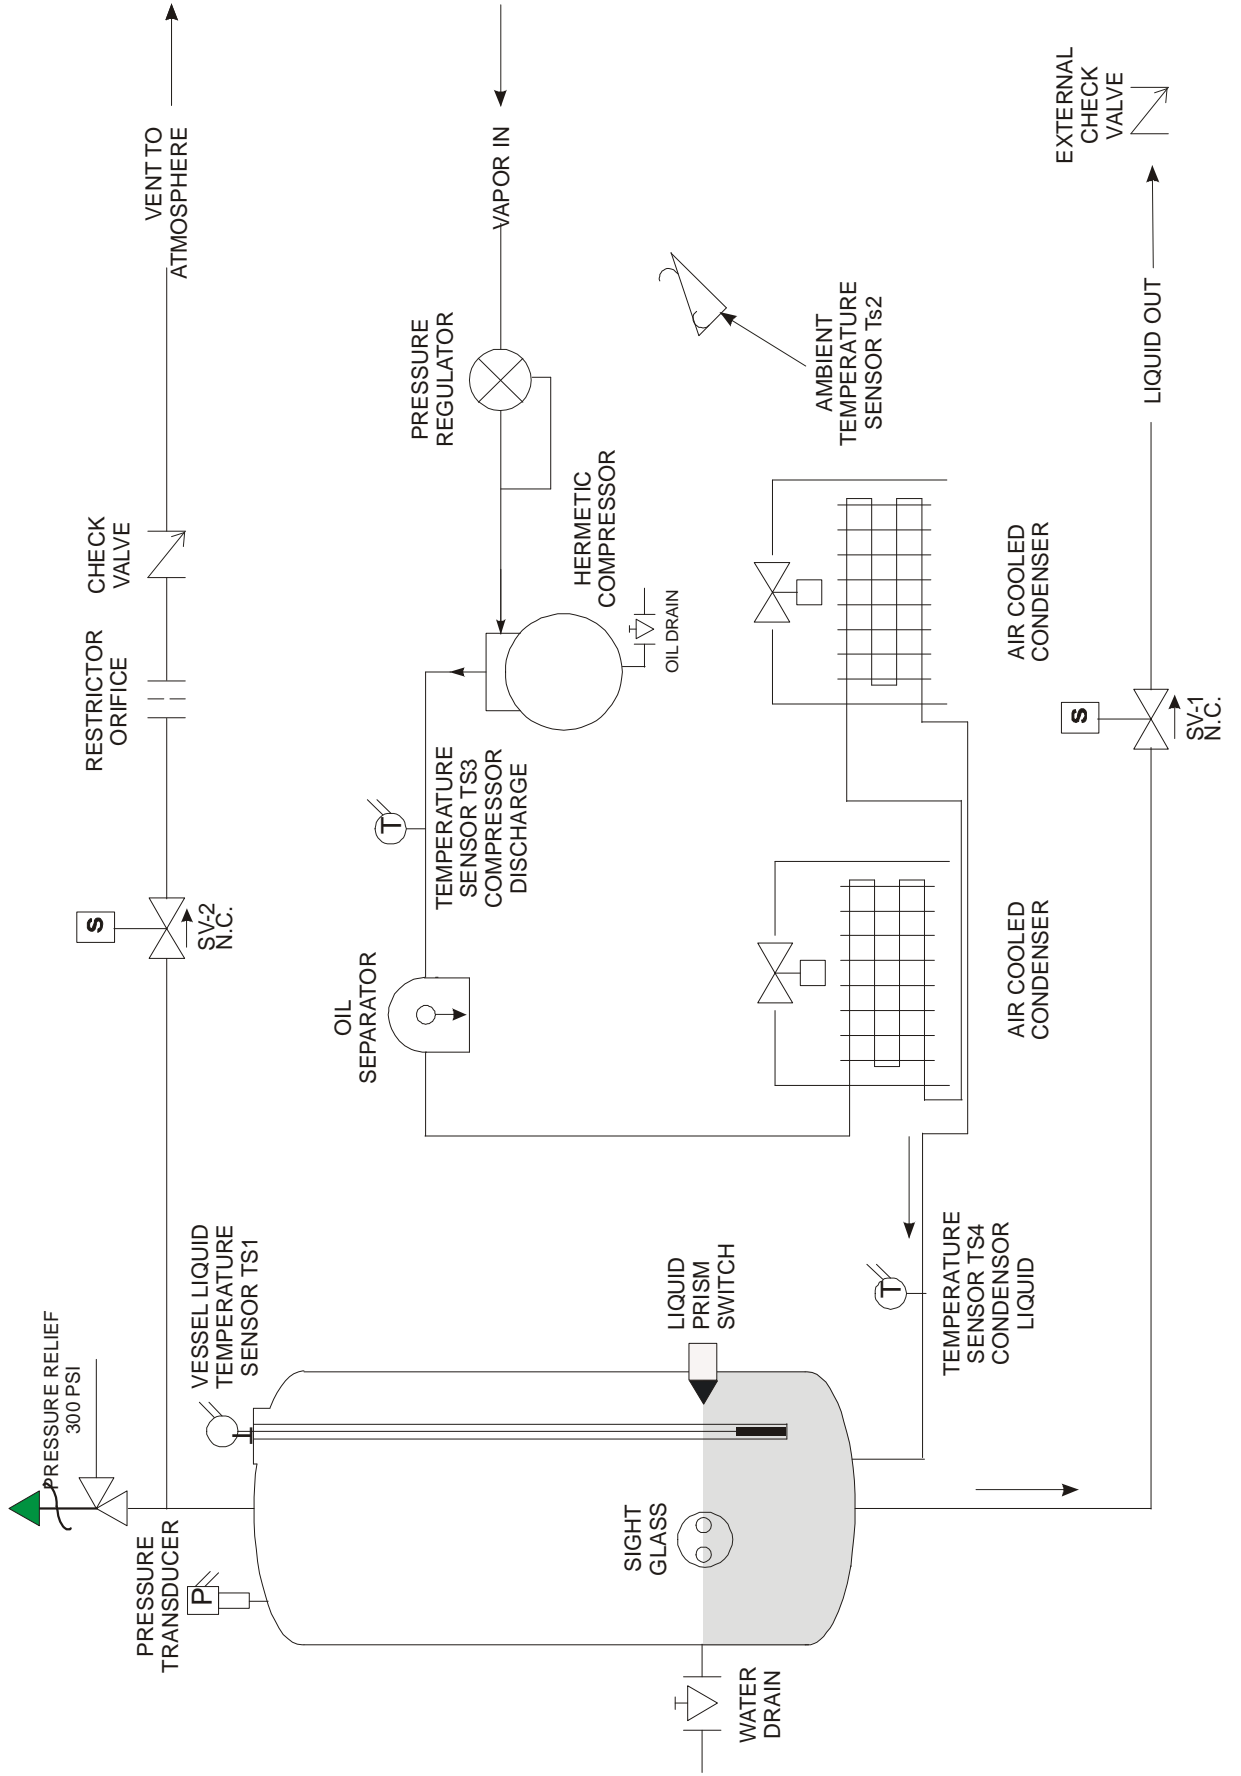 VENT TO
ATMOSPHERE
CHECK
VALVE
RESTRICTOR
ORIFICE
S
SV-2
N.C.
PRESSURE RELIEF
300 PSI
VESSEL LIQUID
TEMPERATURE
SENSOR TS1
PRESSURE
TRANSDUCER
P
VAPOR IN
PRESSURE
REGULATOR
HERMETIC
COMPRESSOR
OIL DRAIN
TEMPERATURE
SENSOR TS3
COMPRESSOR
DISCHARGE
T
OIL
SEPARATOR
LIQUID
PRISM
SWITCH
SIGHT
GLASS
WATER
DRAIN
AMBIENT
TEMPERATURE
SENSOR Ts2
AIR COOLED
CONDENSER
AIR COOLED
CONDENSER
T
TEMPERATURE
SENSOR TS4
CONDENSOR
LIQUID
EXTERNAL
CHECK
VALVE
LIQUID OUT
S
SV-1
N.C.